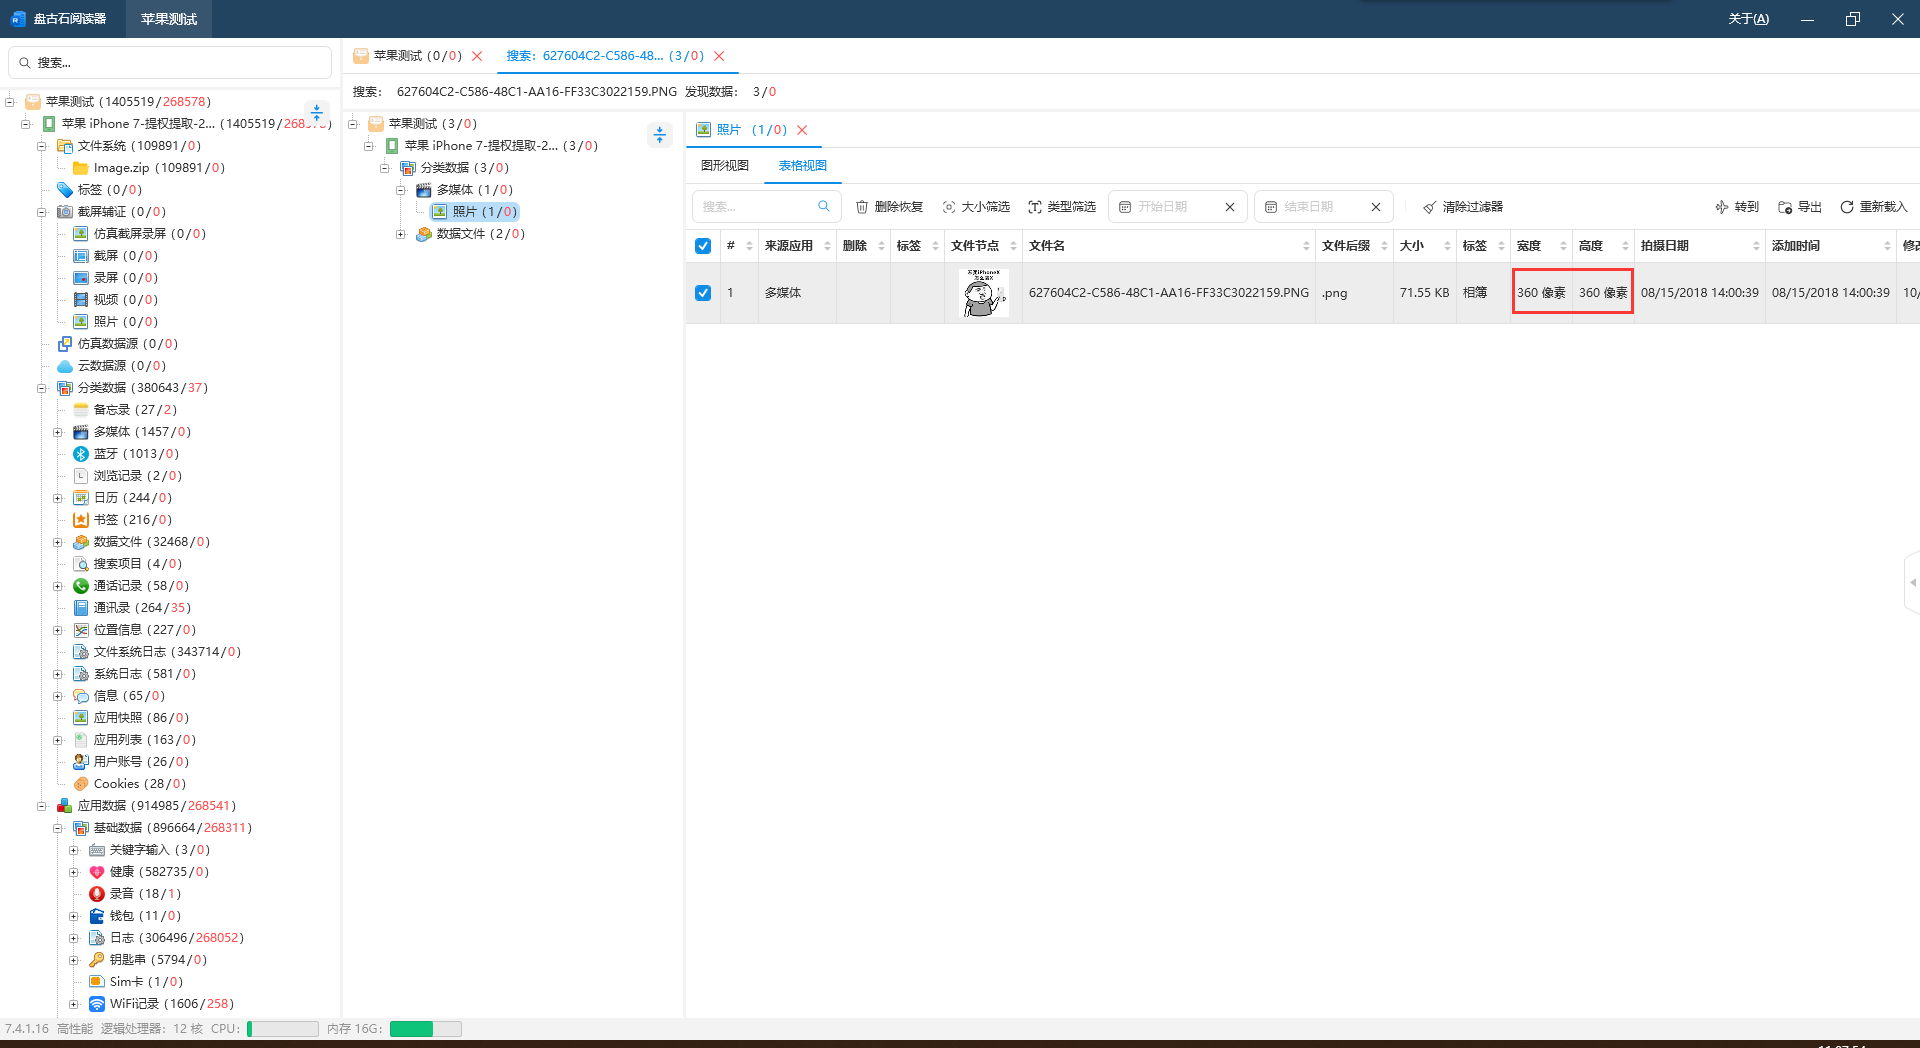 盘古石阅读器
苹果测试
关于(A)
搜索...
苹果测试 (1405519/268578)
苹果 iPhone 7-提权提取-2... (1405519/268578)
文件系统 (109891/0)
Image.zip (109891/0)
标签 (0/0)
截屏辅证 (0/0)
仿真截屏录屏 (0/0)
截屏 (0/0)
录屏 (0/0)
视频 (0/0)
照片 (0/0)
仿真数据源 (0/0)
云数据源 (0/0)
分类数据 (380643/37)
备忘录 (27/2)
多媒体 (1457/0)
蓝牙 (1013/0)
浏览记录 (2/0)
日历 (244/0)
书签 (216/0)
数据文件 (32468/0)
搜索项目 (4/0)
通话记录 (58/0)
通讯录 (264/35)
位置信息 (227/0)
文件系统日志 (343714/0)
系统日志 (581/0)
信息 (65/0)
应用快照 (86/0)
应用列表 (163/0)
用户账号 (26/0)
Cookies (28/0)
应用数据 (914985/268541)
基础数据 (896664/268311)
关键字输入 (3/0)
健康 (582735/0)
录音 (18/1)
钱包 (11/0)
日志 (306496/268052)
钥匙串 (5794/0)
Sim卡 (1/0)
WiFi记录 (1606/258)
苹果测试 (0/0)
搜索: 627604C2-C586-48... (3/0)
搜索: 627604C2-C586-48C1-AA16-FF33C3022159.PNG 发现数据: 3/0
苹果测试 (3/0)
苹果 iPhone 7-提权提取-2... (3/0)
分类数据 (3/0)
多媒体 (1/0)
照片 (1/0)
数据文件 (2/0)
照片 (1/0)
图形视图 表格视图
搜索... 删除恢复 大小筛选 类型筛选 开始日期 结束日期 清除过滤器 转到 导出 重新载入
# 来源应用 删除 标签 文件节点 文件名 文件后缀 大小 标签 宽度 高度 拍摄日期 添加时间 修改
1 多媒体 627604C2-C586-48C1-AA16-FF33C3022159.PNG .png 71.55 KB 相簿 360 像素 360 像素 08/15/2018 14:00:39 08/15/2018 14:00:39 10/
7.4.1.16 高性能 逻辑处理器: 12 核 CPU: 内存 16G: